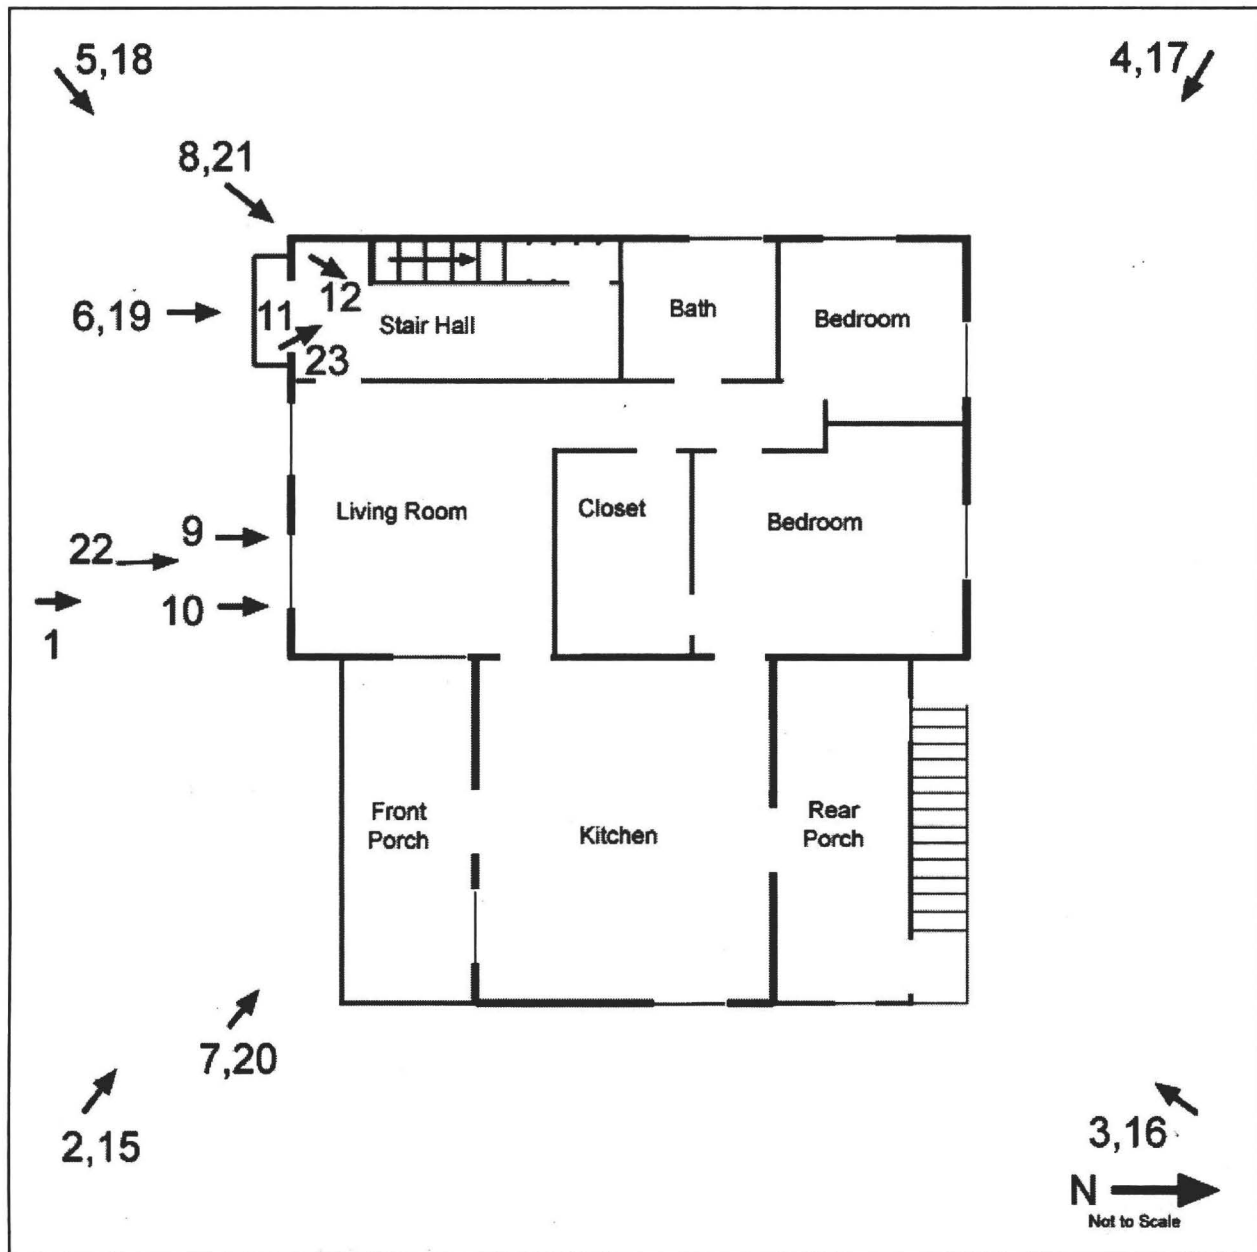 5,18
4,17
8,21
6,19
11
12
23
Stair Hall
Bath
Bedroom
Living Room
Closet
Bedroom
9
22
10
1
Front
Porch
Kitchen
Rear
Porch
7,20
2,15
3,16
N
Not to Scale